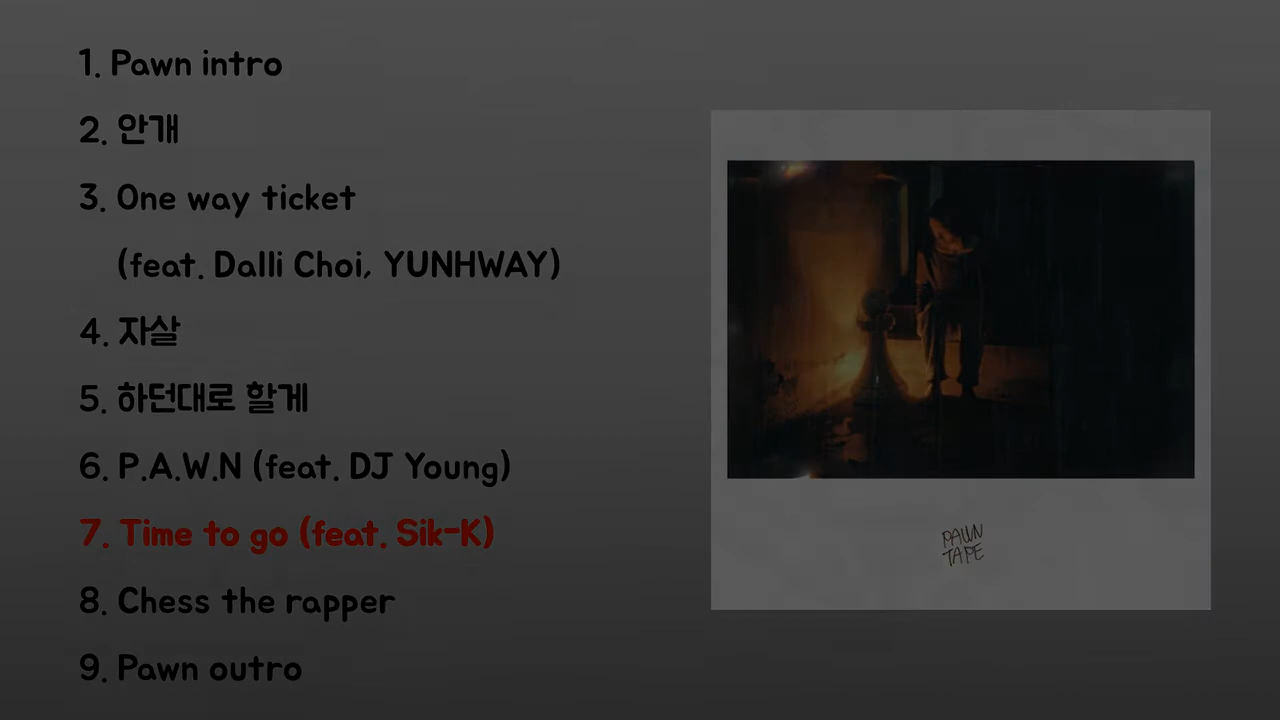 1. Pawn intro
2. 안개
3. One way ticket
(feat. Dalli Choi, YUNHWAY)
4. 자살
5. 하던대로 할게
6. P.A.W.N (feat. DJ Young)
7. Time to go (feat. Sik-K)
8. Chess the rapper
9. Pawn outro
PAWN
TAPE